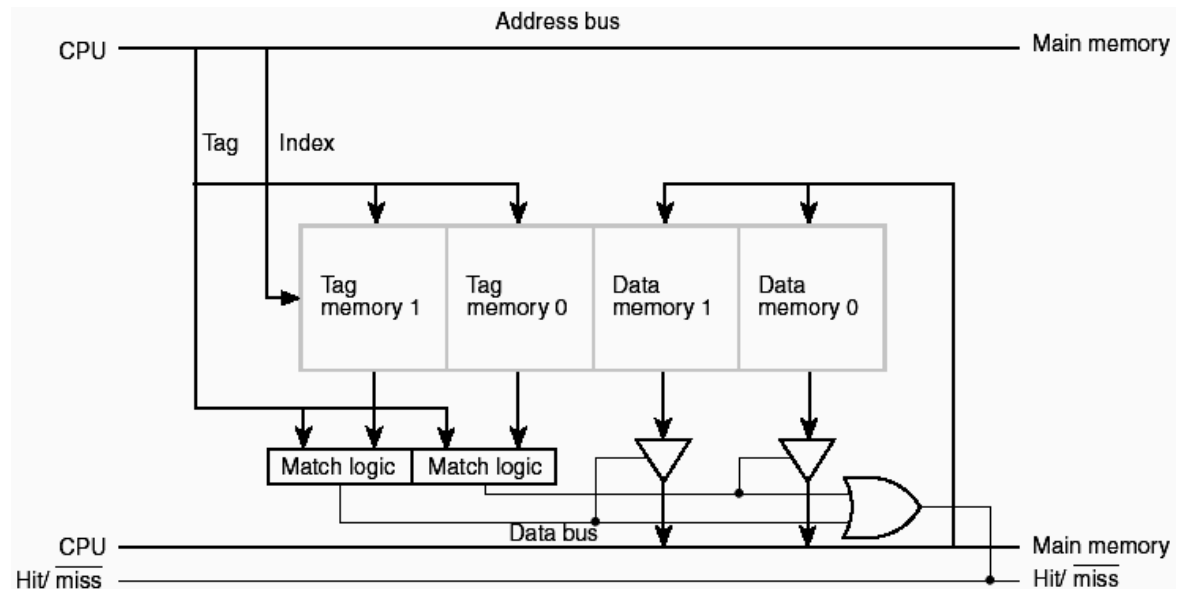 Address bus
CPU
Main memory
Tag
Index
Tag
memory 1
Tag
memory 0
Data
memory 1
Data
memory 0
Match logic
Match logic
Data bus
CPU
Main memory
Hit/ miss
Hit/ miss